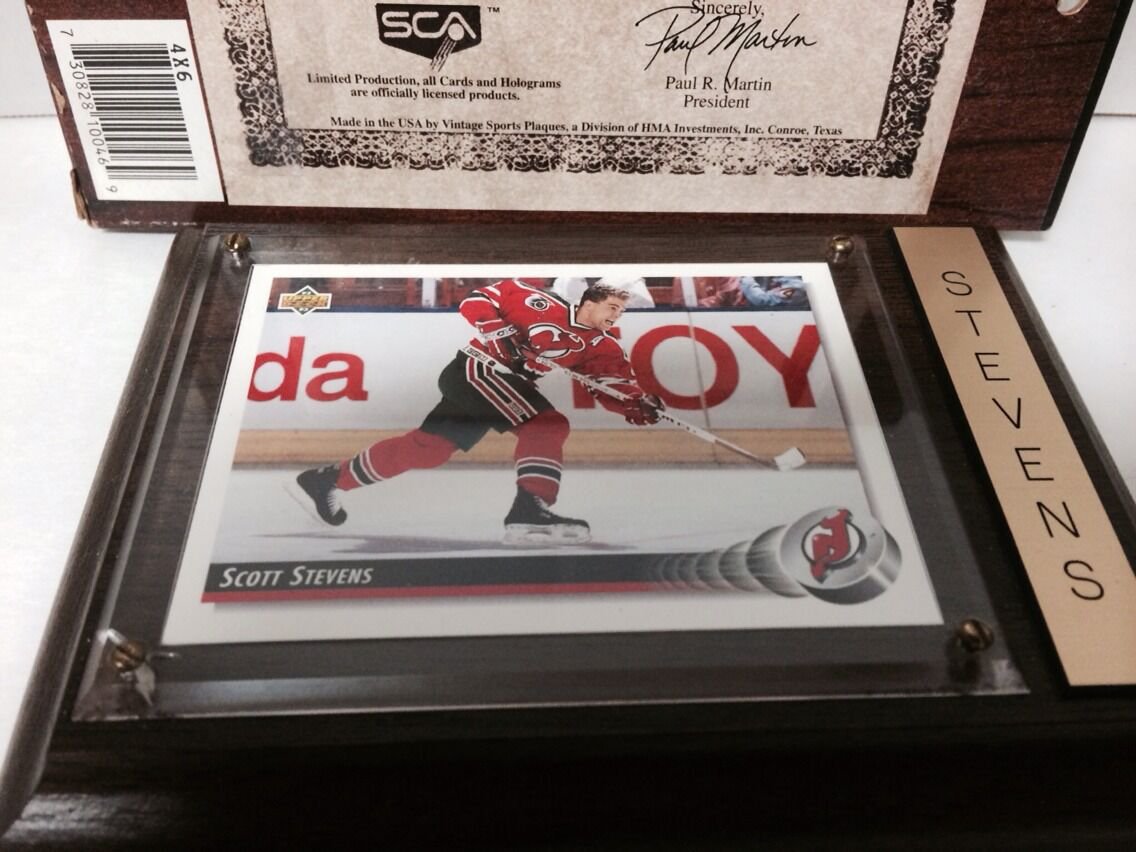 SCA™
Limited Production, all Cards and Holograms
are officially licensed products.
Sincerely,
Paul Martin
Paul R. Martin
President
Made in the USA by Vintage Sports Plaques, a Division of HMA Investments, Inc. Conroe, Texas
4X6
7 30828 10046 9
UPPER
da
TOY
SCOTT STEVENS
STEVENS